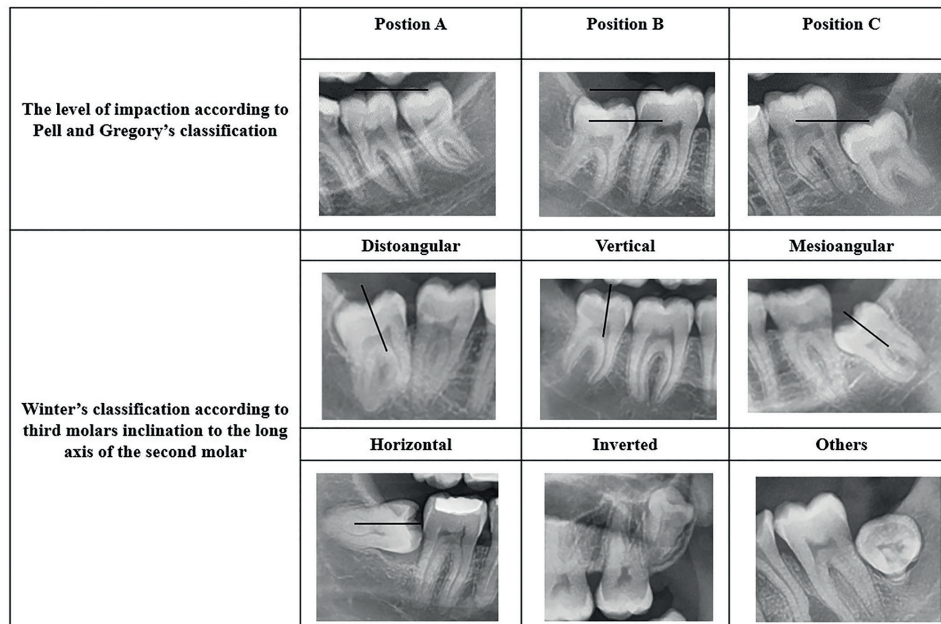 Postion A
Position B
Position C
The level of impaction according to
Pell and Gregory’s classification
Distoangular
Vertical
Mesioangular
Winter’s classification according to
third molars inclination to the long
axis of the second molar
Horizontal
Inverted
Others